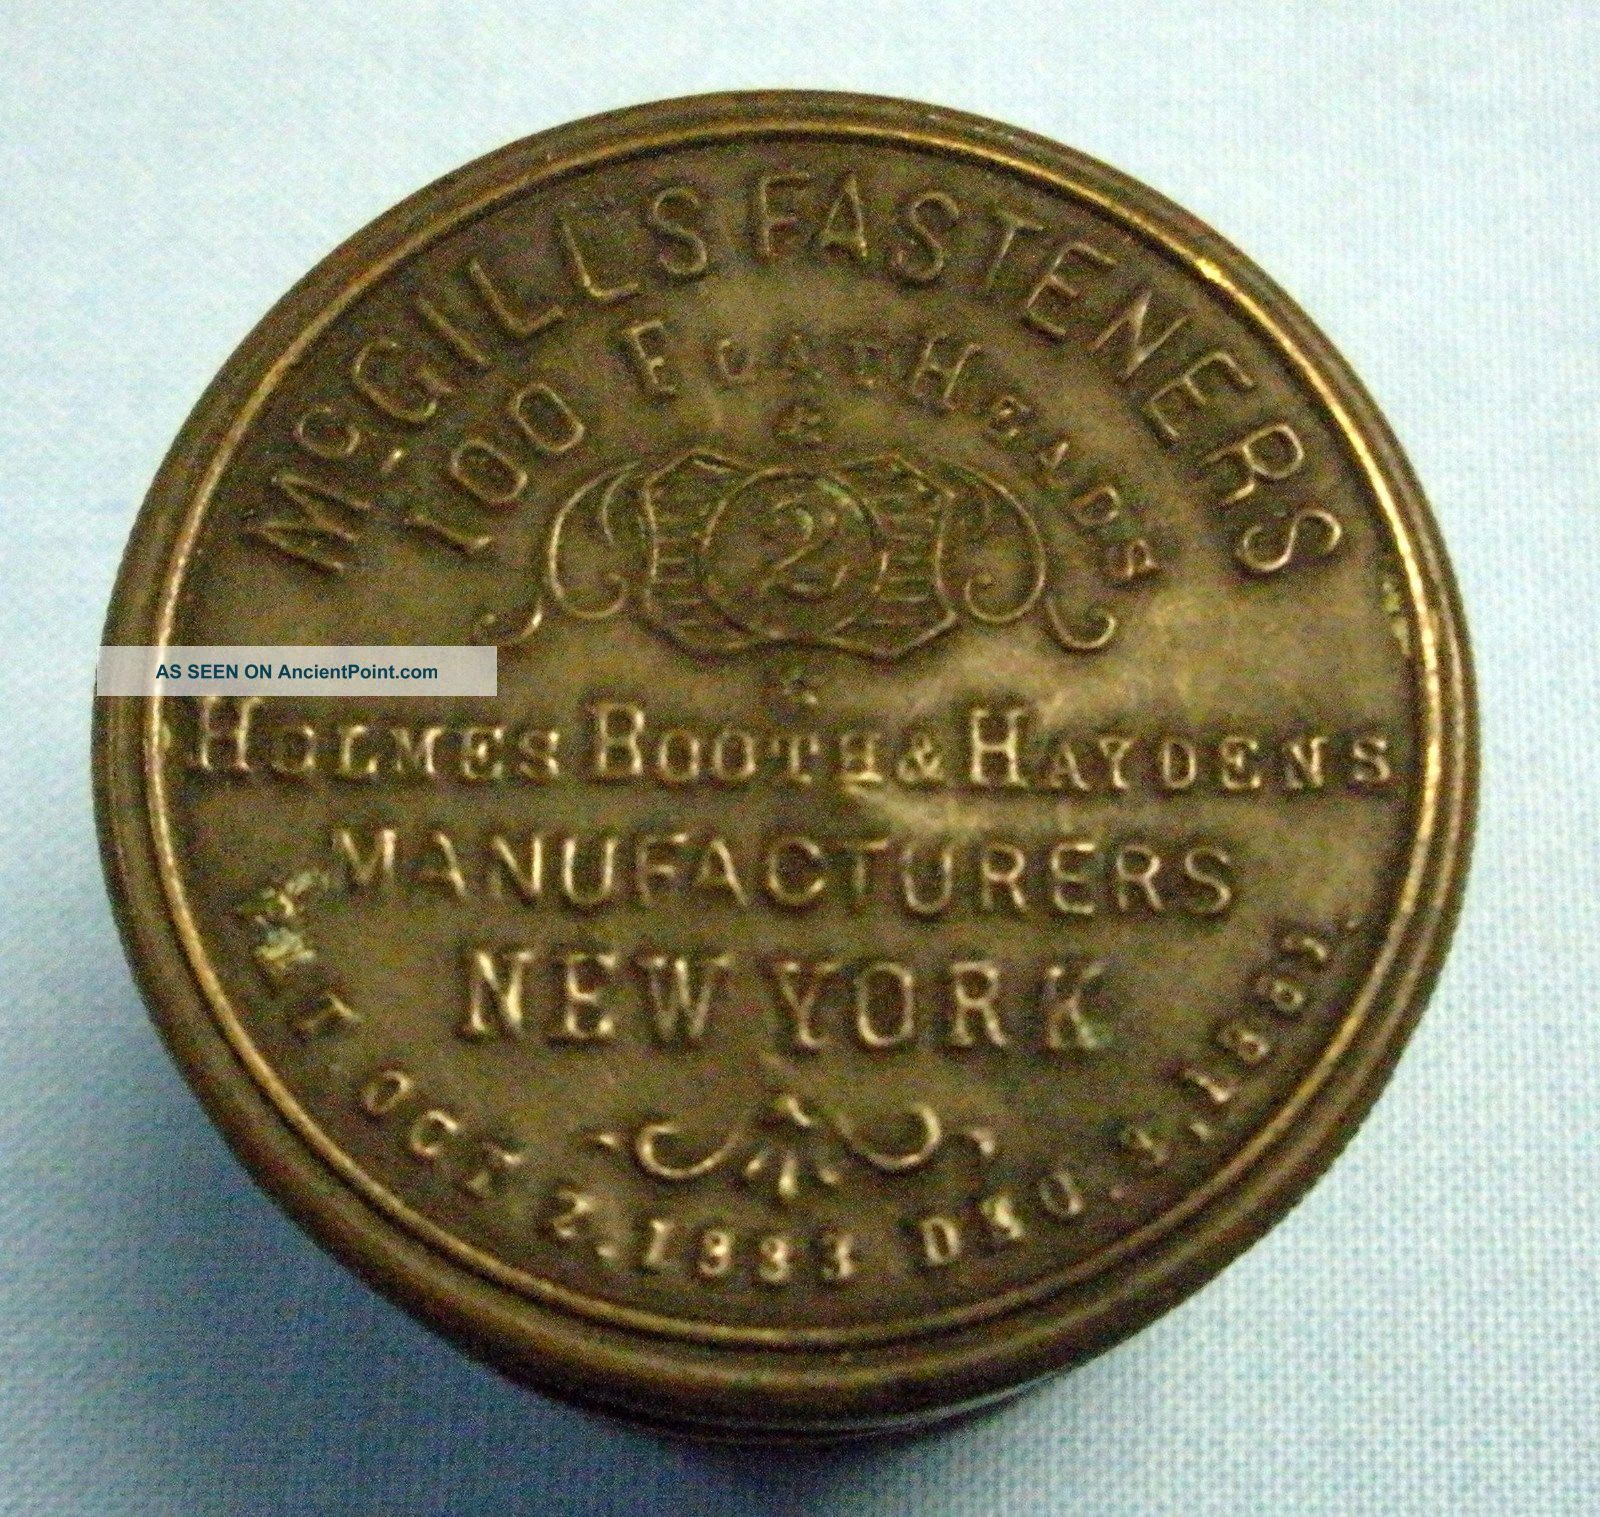 McGILLS FASTENERS
100 HEADS
2
AS SEEN ON AncientPoint.com
HOLMES BOOTH & HAYDENS
MANUFACTURERS
NEW YORK
OCT 2. 1883